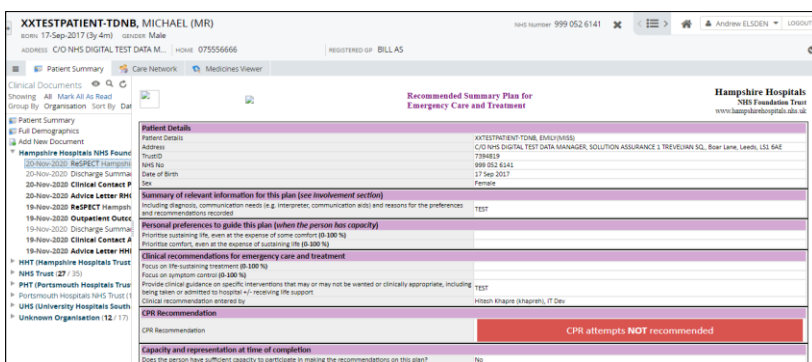 XXTESTPATIENT-TDNB, MICHAEL (MR)
BORN 17-Sep-2017 (3y 4m) GENDER Male
NHS Number 999 052 6141
Andrew ELSDEN
LOGOUT
ADDRESS C/O NHS DIGITAL TEST DATA M... HOME 075556666 REGISTERED GP BILL AS
Patient Summary Care Network Medicines Viewer
Clinical Documents
Showing All Mark All As Read
Group By Organisation Sort By Dat
Patient Summary
Full Demographics
Add New Document
Hampshire Hospitals NHS Found
20-Nov-2020 ReSPECT Hampshi
20-Nov-2020 Discharge Summa
20-Nov-2020 Clinical Contact P
20-Nov-2020 Advice Letter RHC
19-Nov-2020 ReSPECT Hampsh
19-Nov-2020 Outpatient Outco
19-Nov-2020 Discharge Summa
19-Nov-2020 Clinical Contact A
19-Nov-2020 Advice Letter HHI
HHT (Hampshire Hospitals Trust
NHS Trust (27 / 35)
PHT (Portsmouth Hospitals Trus
Portsmouth Hospitals NHS Trust (1
UHS (University Hospitals South
Unknown Organisation (12 / 17)
Recommended Summary Plan for
Emergency Care and Treatment
Hampshire Hospitals
NHS Foundation Trust
www.hampshirehospitals.nhs.uk
Patient Details
Patient Details XXTESTPATIENT-TDNB, EMILY(MISS)
Address C/O NHS DIGITAL TEST DATA MANAGER, SOLUTION ASSURANCE 1 TREVELYAN SQ., Boar Lane, Leeds, LS1 6AE
TrustID 7394819
NHS No 999 052 6141
Date of Birth 17 Sep 2017
Sex Female
Summary of relevant information for this plan (see Involvement section)
Including diagnosis, communication needs (e.g. interpreter, communication aids) and reasons for the preferences
and recommendations recorded TEST
Personal preferences to guide this plan (when the person has capacity)
Prioritise sustaining life, even at the expense of some comfort (0-100 %)
Prioritise comfort, even at the expense of sustaining life (0-100 %)
Clinical recommendations for emergency care and treatment
Focus on life-sustaining treatment (0-100 %)
Focus on symptom control (0-100 %)
Provide clinical guidance on specific interventions that may or may not be wanted or clinically appropriate, including
being taken or admitted to hospital +/- receiving life support TEST
Clinical recommendation entered by Hitesh Khapre (khapreh), IT Dev
CPR Recommendation
CPR Recommendation CPR attempts NOT recommended
Capacity and representation at time of completion
Does the person have sufficient capacity to participate in making the recommendations on this plan? No